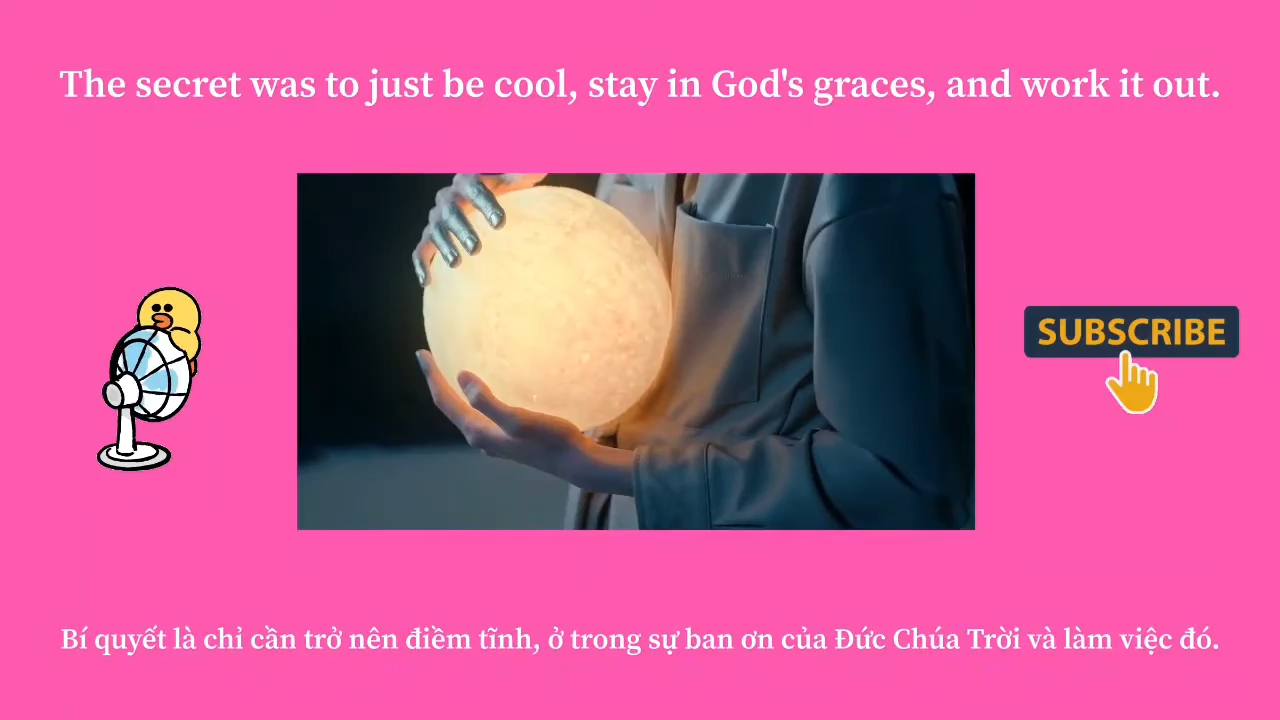 The secret was to just be cool, stay in God's graces, and work it out.
SUBSCRIBE
Bí quyết là chỉ cần trở nên điềm tĩnh, ở trong sự ban ơn của Đức Chúa Trời và làm việc đó.